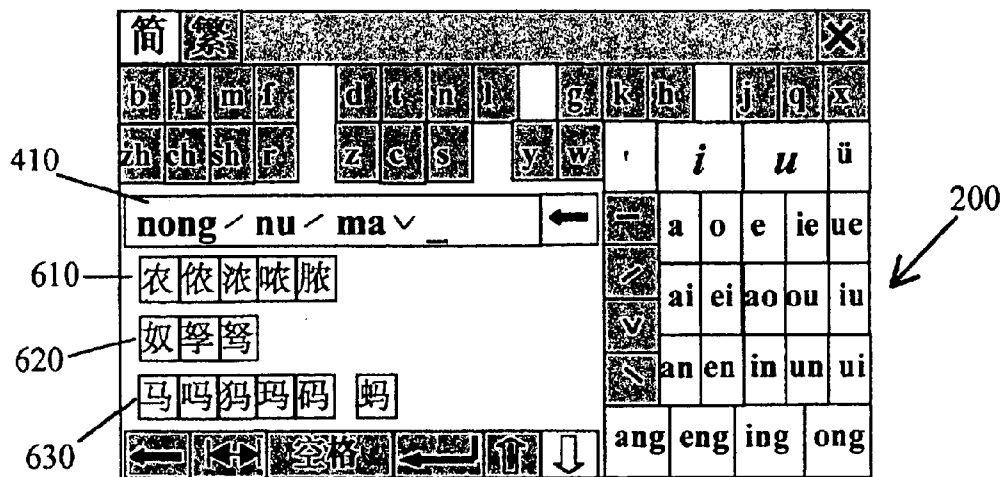 简 繁 ×
b p m f d t n l g k h j q x
zh ch sh r z c s y w ' i u ü
410
nong ˊ nu ˊ ma ˇ _ ←
200
ˉ a o e ie ue
610 农 侬 浓 哝 脓
ˊ ai ei ao ou iu
620 奴 孥 驽
ˇ
ˋ an en in un ui
630 马 吗 犸 玛 码 蚂
ang eng ing ong
空格